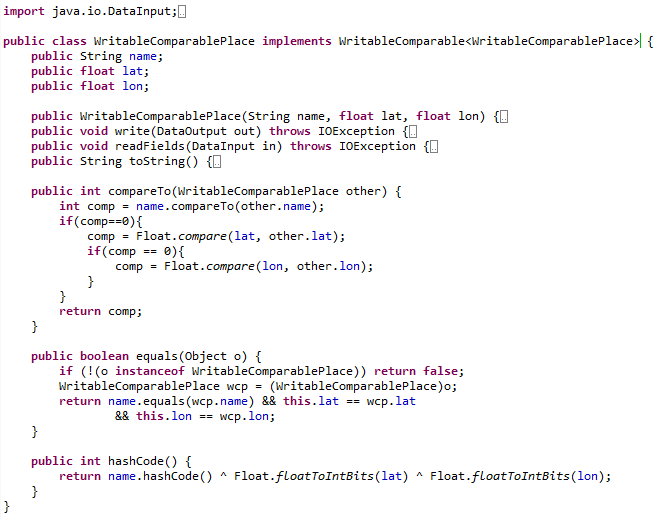 import java.io.DataInput;
public class WritableComparablePlace implements WritableComparable<WritableComparablePlace> {
    public String name;
    public float lat;
    public float lon;
    public WritableComparablePlace(String name, float lat, float lon) {
    public void write(DataOutput out) throws IOException {
    public void readFields(DataInput in) throws IOException {
    public String toString() {
    public int compareTo(WritableComparablePlace other) {
        int comp = name.compareTo(other.name);
        if(comp==0){
            comp = Float.compare(lat, other.lat);
            if(comp == 0){
                comp = Float.compare(lon, other.lon);
            }
        }
        return comp;
    }
    public boolean equals(Object o) {
        if (!(o instanceof WritableComparablePlace)) return false;
        WritableComparablePlace wcp = (WritableComparablePlace)o;
        return name.equals(wcp.name) && this.lat == wcp.lat
                && this.lon == wcp.lon;
    }
    public int hashCode() {
        return name.hashCode() ^ Float.floatToIntBits(lat) ^ Float.floatToIntBits(lon);
    }
}